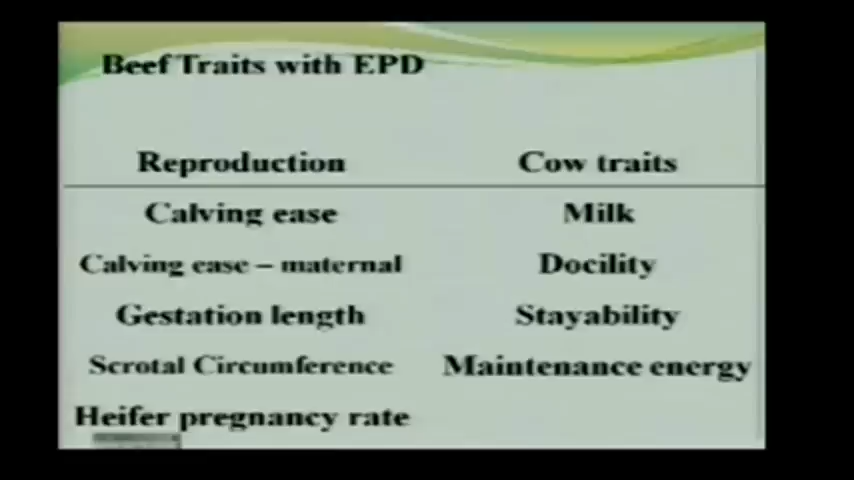 Beef Traits with EPD
Reproduction Cow traits
Calving ease Milk
Calving ease – maternal Docility
Gestation length Stayability
Scrotal Circumference Maintenance energy
Heifer pregnancy rate